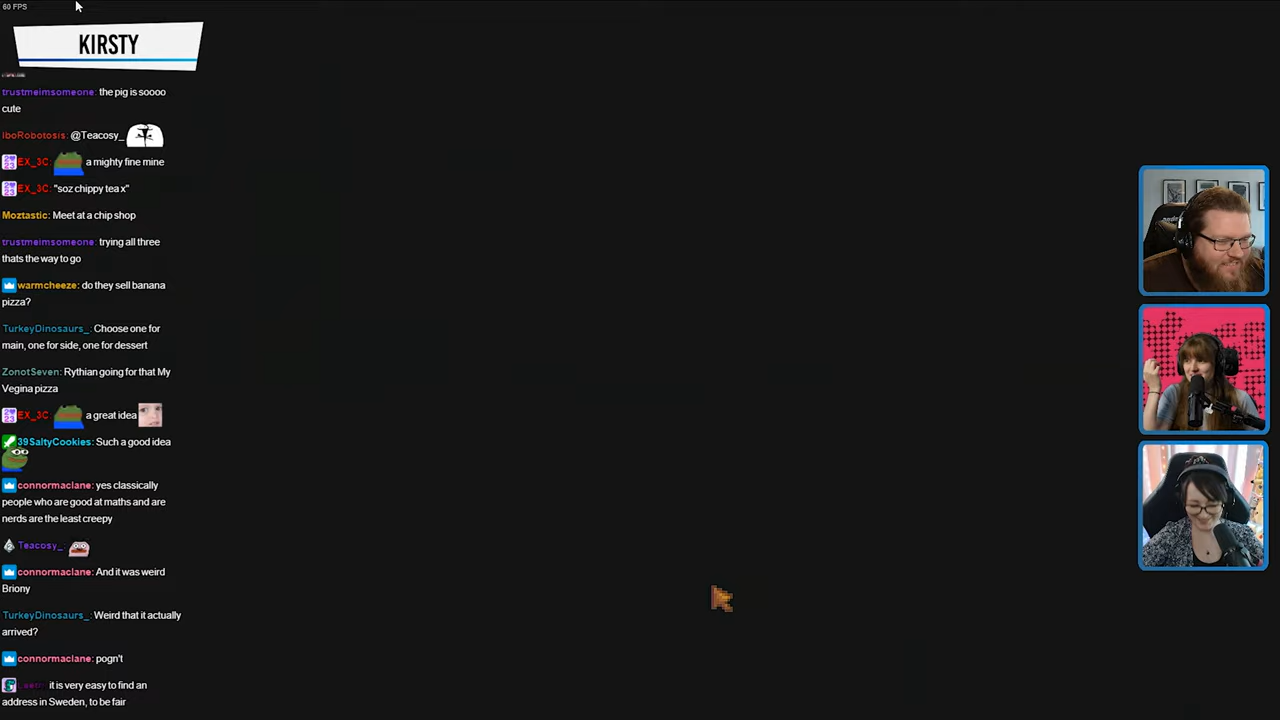 60 FPS
KIRSTY
trustmeimsomeone: the pig is soooo
cute
IboRobotosis: @Teacosy_
EX_3C: a mighty fine mine
EX_3C: "soz chippy tea x"
Moztastic: Meet at a chip shop
trustmeimsomeone: trying all three
thats the way to go
warmcheeze: do they sell banana
pizza?
TurkeyDinosaurs_: Choose one for
main, one for side, one for dessert
ZonotSeven: Rythian going for that My
Vegina pizza
EX_3C: a great idea
39SaltyCookies: Such a good idea
connormaclane: yes classically
people who are good at maths and are
nerds are the least creepy
Teacosy_:
connormaclane: And it was weird
Briony
TurkeyDinosaurs_: Weird that it actually
arrived?
connormaclane: pogn't
it is very easy to find an
address in Sweden, to be fair